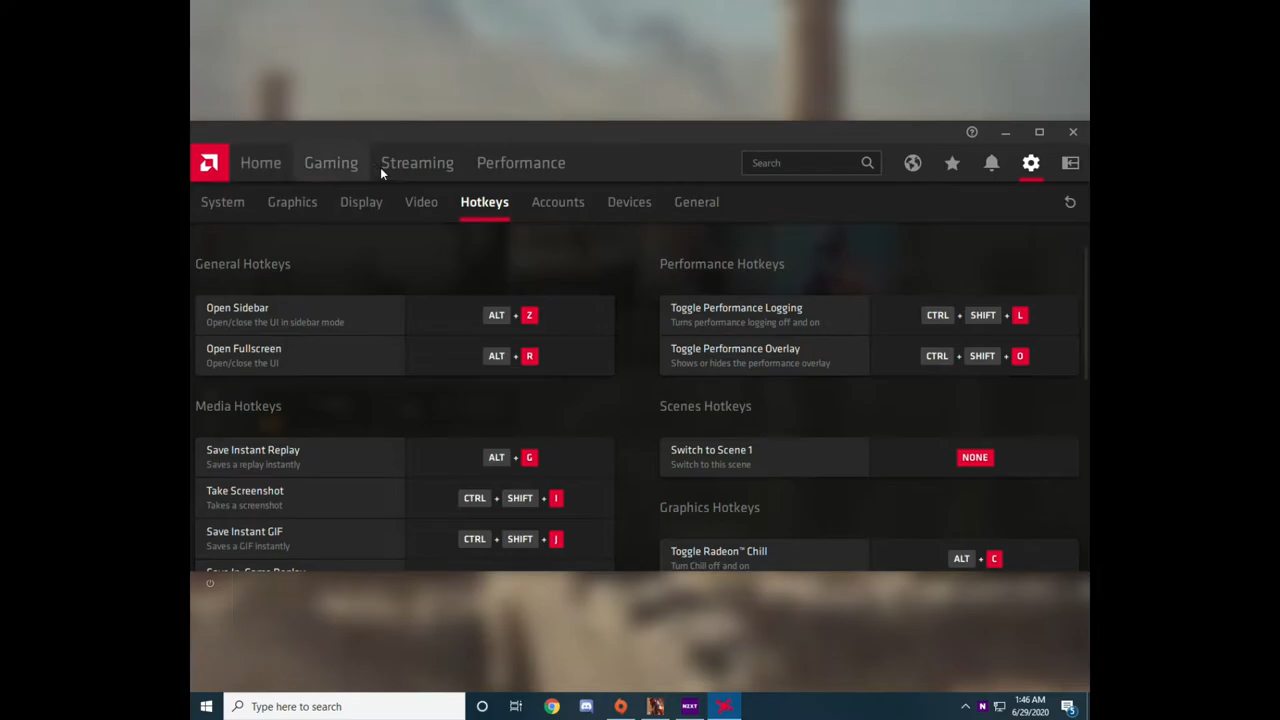 Home Gaming Streaming Performance Search
System Graphics Display Video Hotkeys Accounts Devices General
General Hotkeys
Open Sidebar
Open/close the UI in sidebar mode
ALT + Z
Open Fullscreen
Open/close the UI
ALT + R
Media Hotkeys
Save Instant Replay
Saves a replay instantly
ALT + G
Take Screenshot
Takes a screenshot
CTRL + SHIFT + I
Save Instant GIF
Saves a GIF instantly
CTRL + SHIFT + J
Performance Hotkeys
Toggle Performance Logging
Turns performance logging off and on
CTRL + SHIFT + L
Toggle Performance Overlay
Shows or hides the performance overlay
CTRL + SHIFT + O
Scenes Hotkeys
Switch to Scene 1
Switch to this scene
NONE
Graphics Hotkeys
Toggle Radeon™ Chill
Turn Chill off and on
ALT + C
Type here to search
NZXT
N
1:46 AM
6/29/2020
5